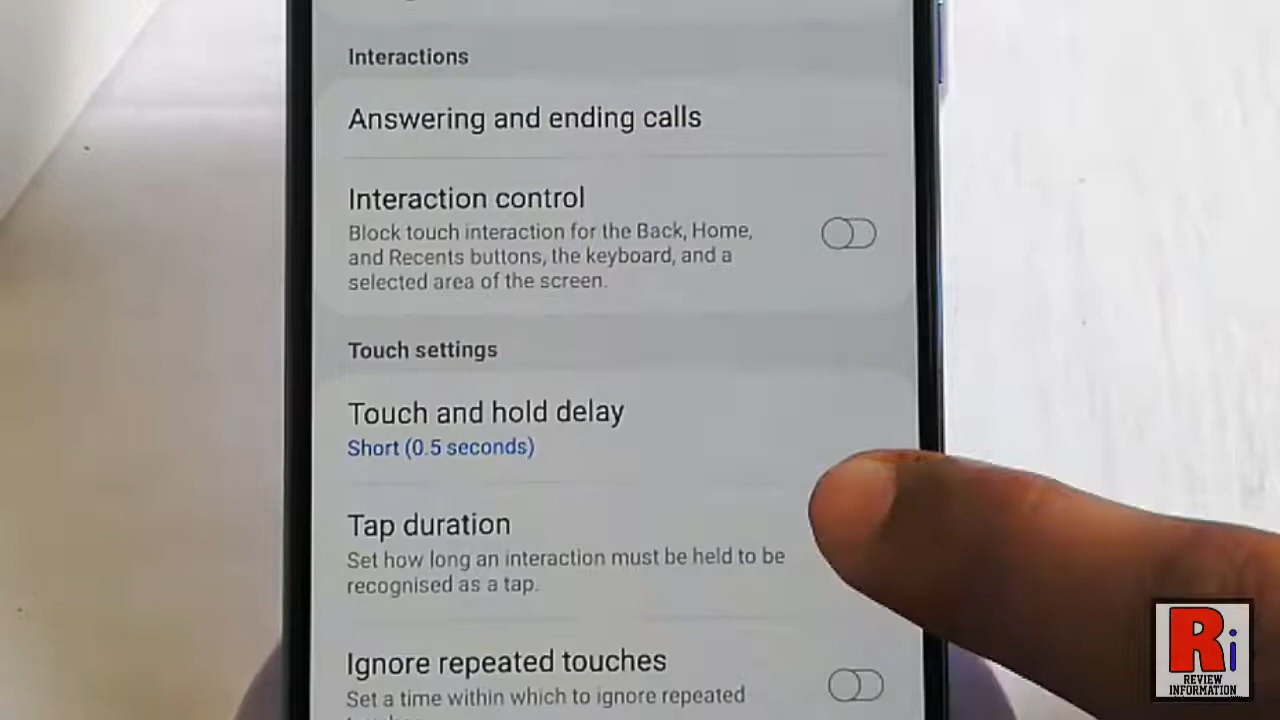 Interactions
Answering and ending calls
Interaction control
Block touch interaction for the Back, Home,
and Recents buttons, the keyboard, and a
selected area of the screen.
Touch settings
Touch and hold delay
Short (0.5 seconds)
Tap duration
Set how long an interaction must be held to be
recognised as a tap.
Ignore repeated touches
Set a time within which to ignore repeated
Ri
REVIEW
INFORMATION